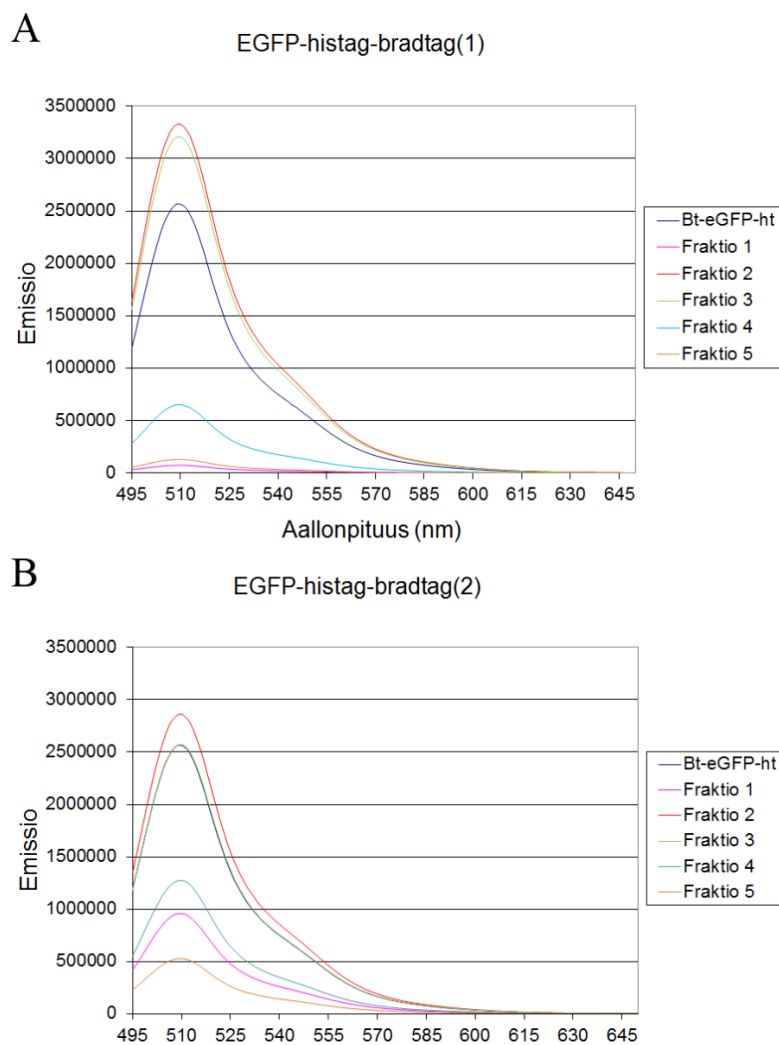 A
EGFP-histag-bradtag(1)
3500000
3000000
2500000
2000000
1500000
1000000
500000
0
Emissio
495 510 525 540 555 570 585 600 615 630 645
Aallonpituus (nm)
Bt-eGFP-ht
Fraktio 1
Fraktio 2
Fraktio 3
Fraktio 4
Fraktio 5
B
EGFP-histag-bradtag(2)
3500000
3000000
2500000
2000000
1500000
1000000
500000
0
Emissio
495 510 525 540 555 570 585 600 615 630 645
Bt-eGFP-ht
Fraktio 1
Fraktio 2
Fraktio 3
Fraktio 4
Fraktio 5